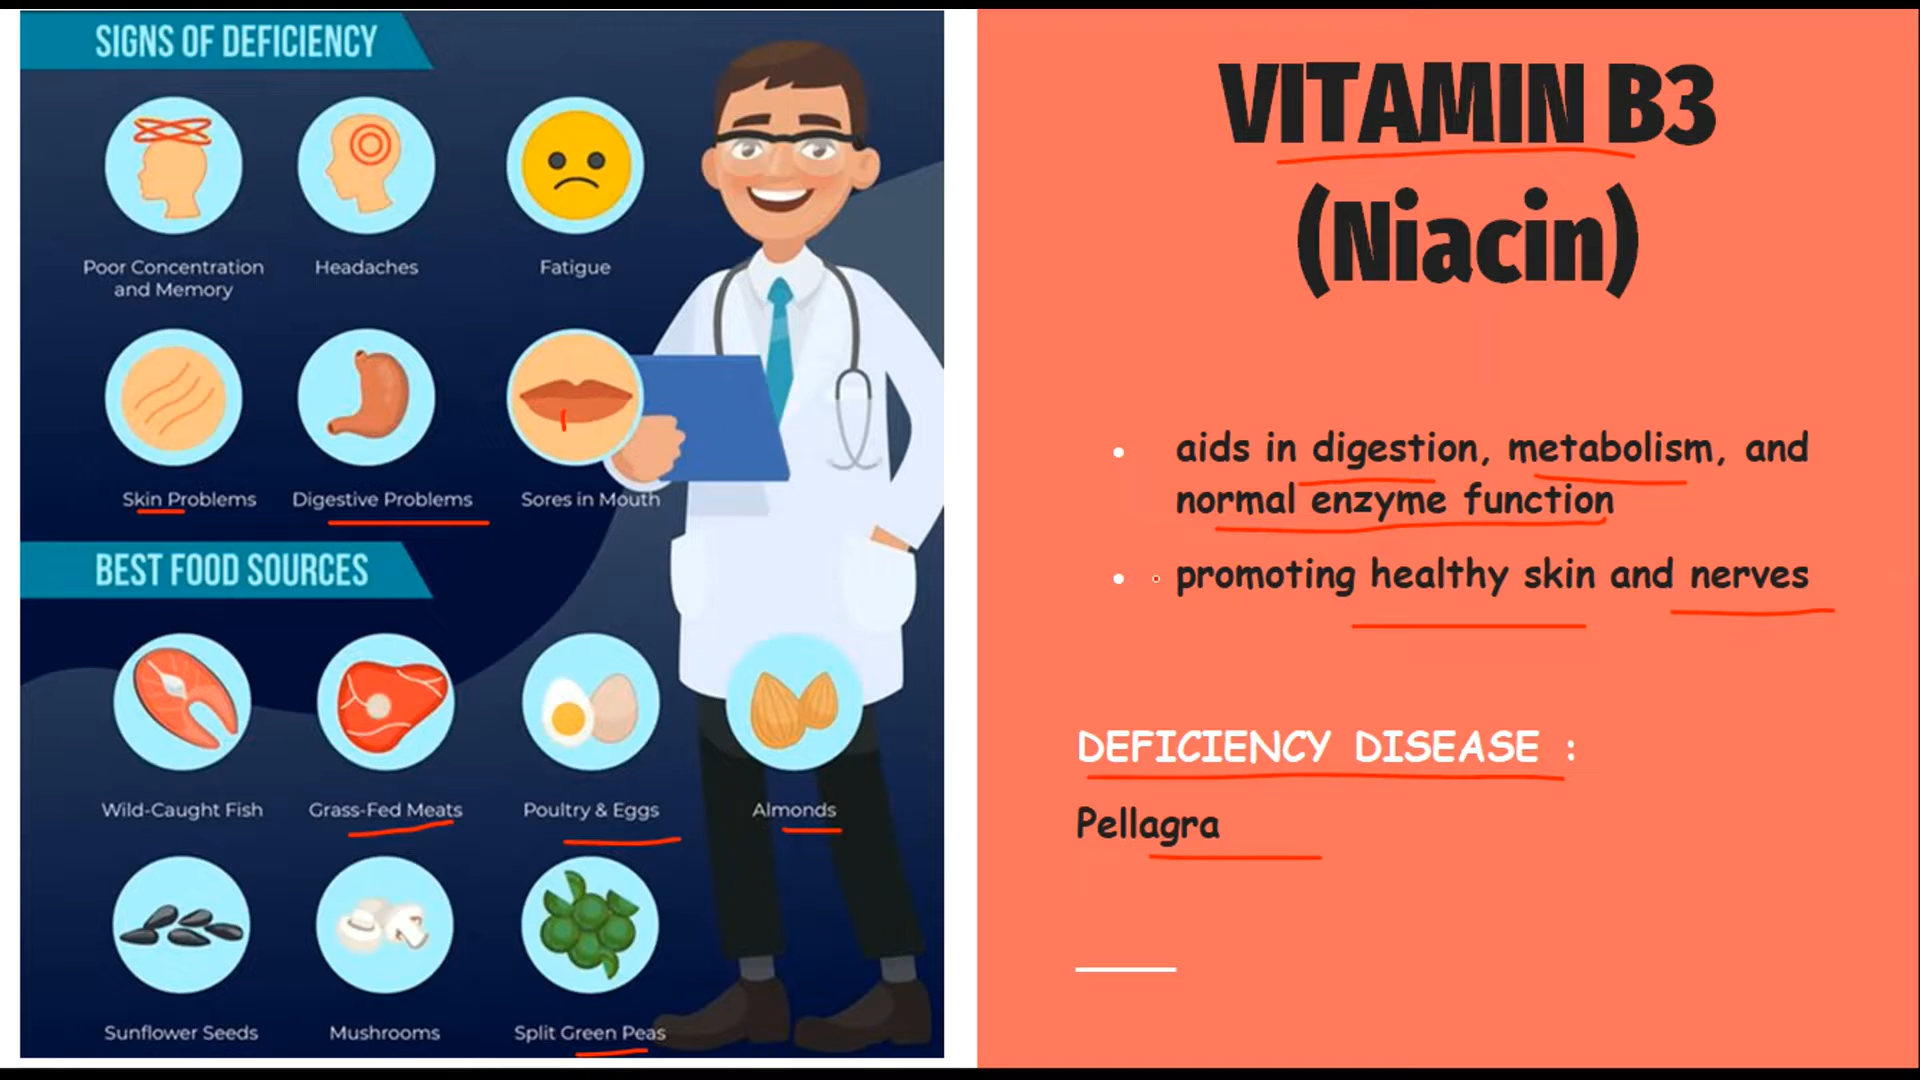 SIGNS OF DEFICIENCY
Poor Concentration
and Memory
Headaches
Fatigue
Skin Problems
Digestive Problems
Sores in Mouth
BEST FOOD SOURCES
Wild-Caught Fish
Grass-Fed Meats
Poultry & Eggs
Almonds
Sunflower Seeds
Mushrooms
Split Green Peas
VITAMIN B3
(Niacin)
• aids in digestion, metabolism, and
normal enzyme function
• promoting healthy skin and nerves
DEFICIENCY DISEASE :
Pellagra